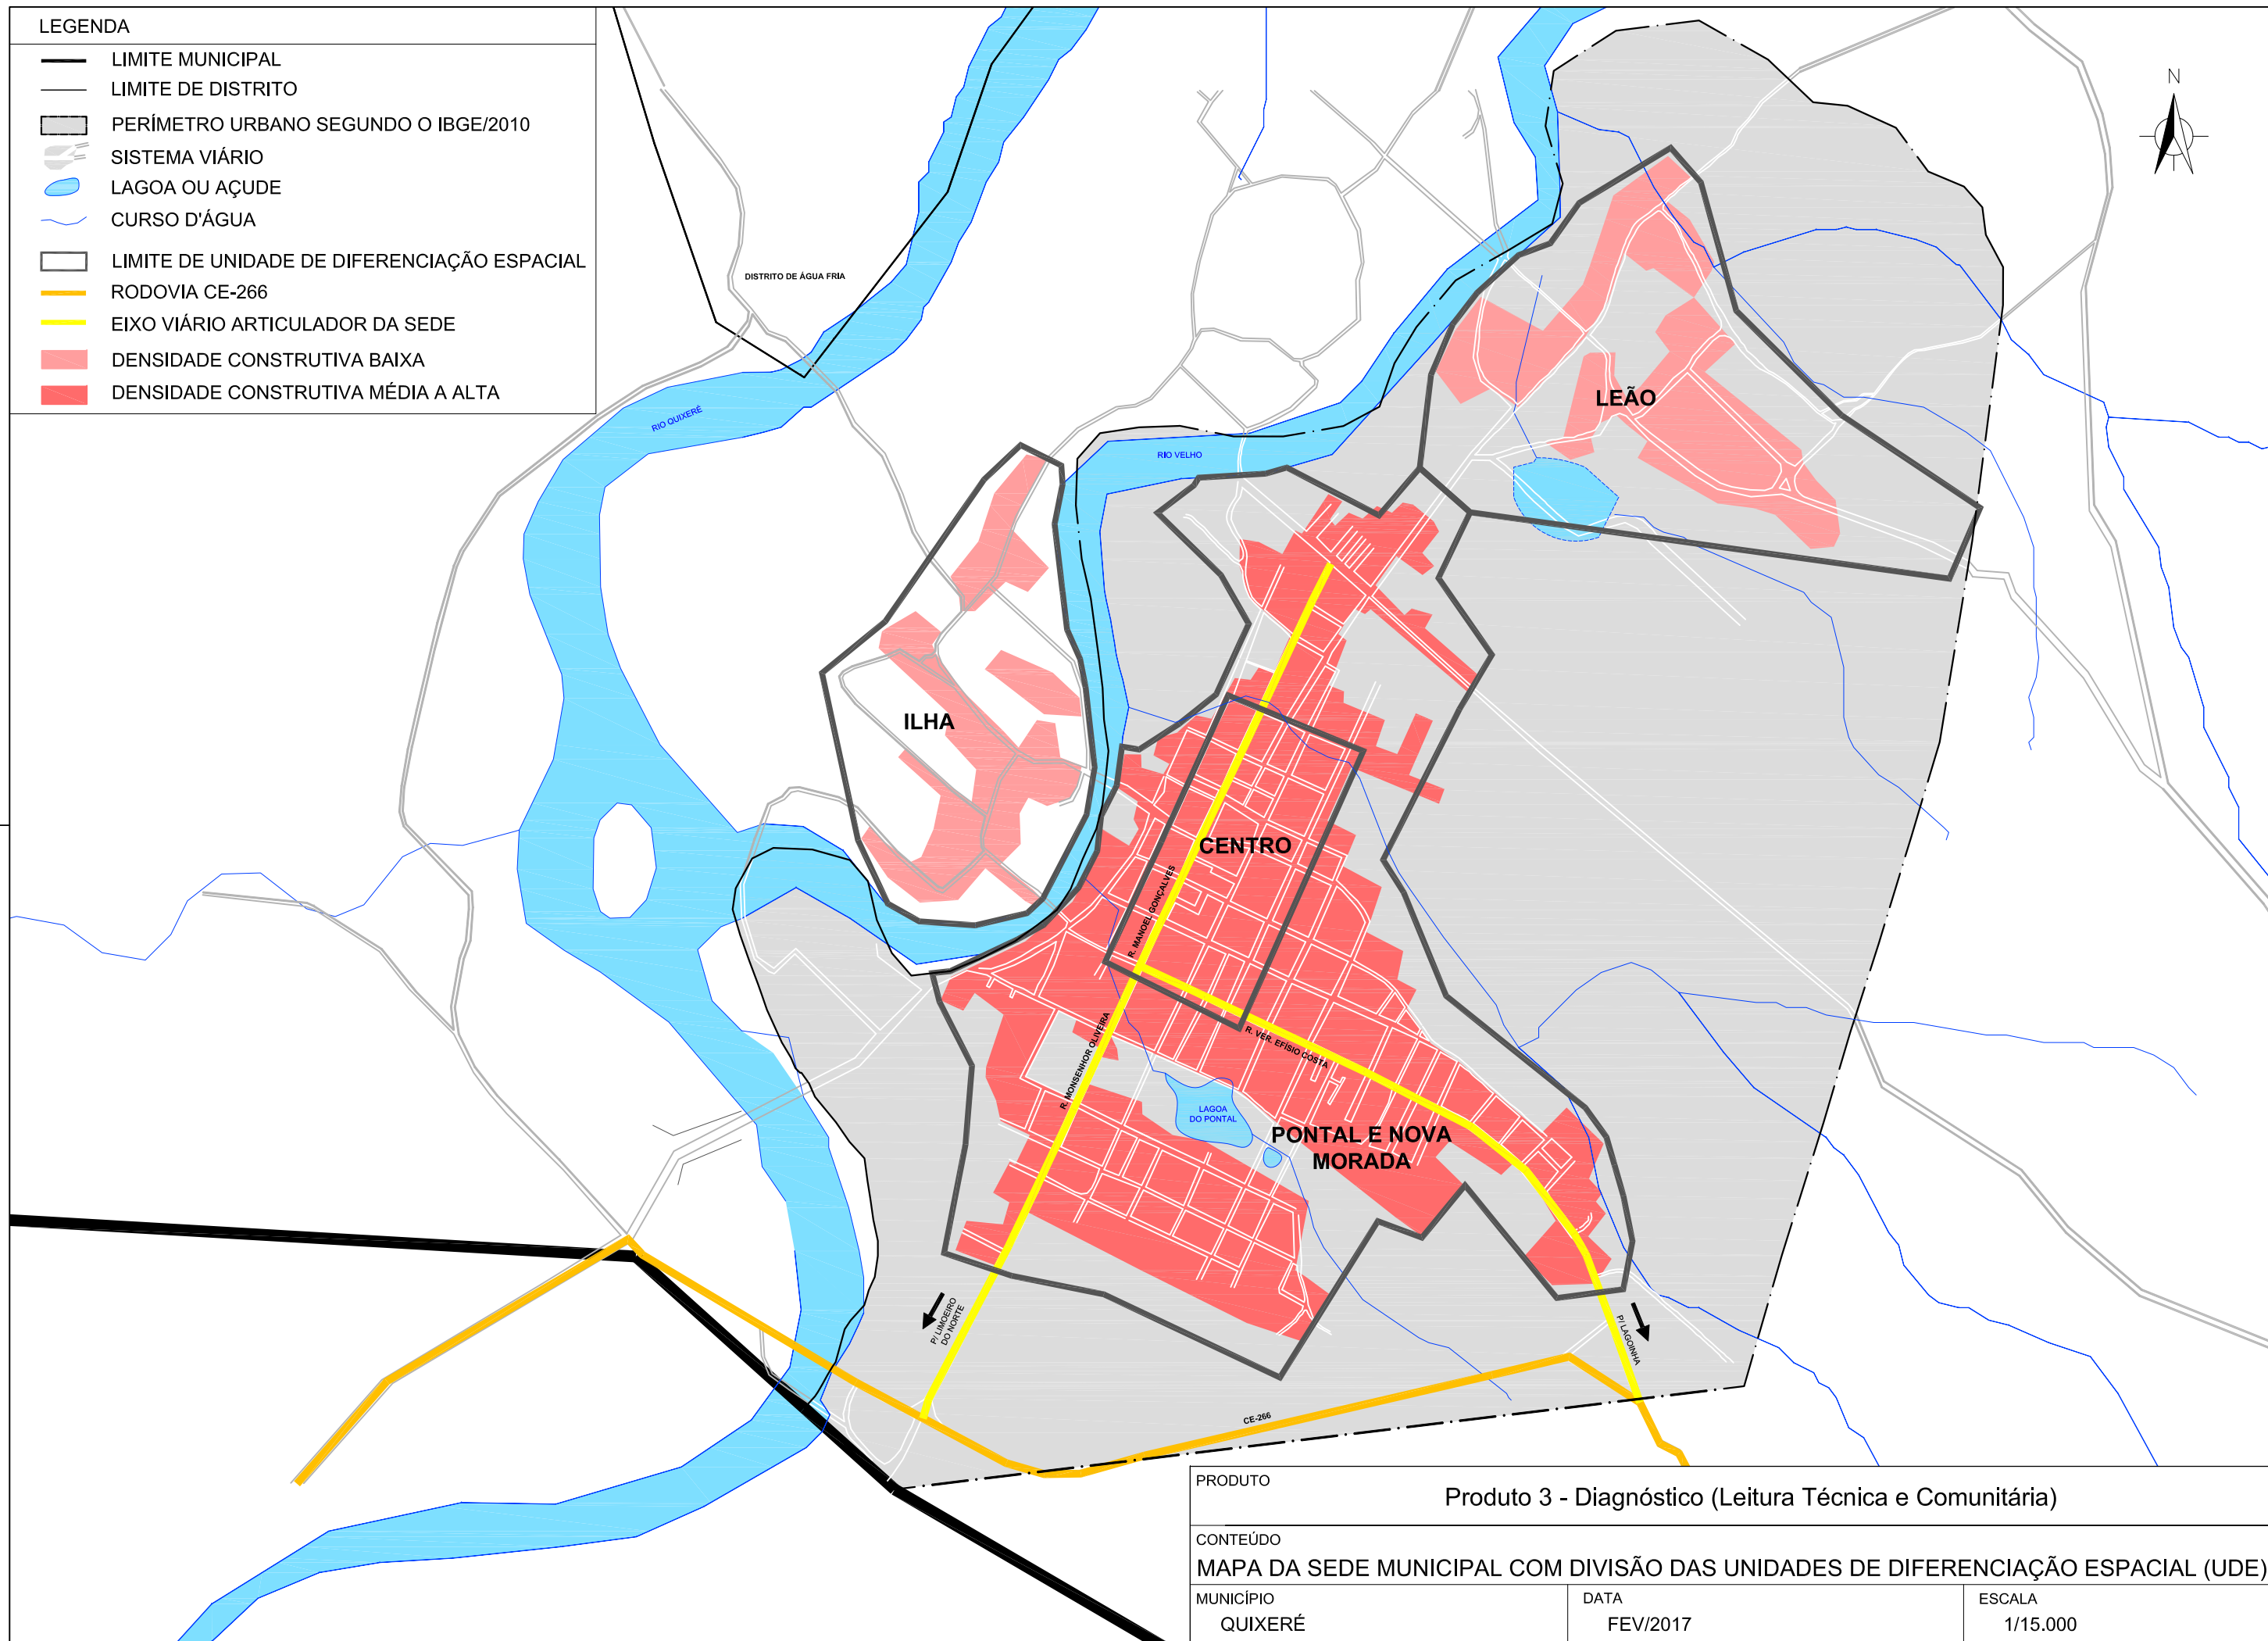 LEGENDA
LIMITE MUNICIPAL
LIMITE DE DISTRITO
PERÍMETRO URBANO SEGUNDO O IBGE/2010
SISTEMA VIÁRIO
LAGOA OU AÇUDE
CURSO D'ÁGUA
LIMITE DE UNIDADE DE DIFERENCIAÇÃO ESPACIAL
RODOVIA CE-266
EIXO VIÁRIO ARTICULADOR DA SEDE
DENSIDADE CONSTRUTIVA BAIXA
DENSIDADE CONSTRUTIVA MÉDIA A ALTA
N
DISTRITO DE ÁGUA FRIA
RIO QUIXERÉ
RIO VELHO
LEÃO
ILHA
CENTRO
R. MANOEL GONÇALVES
R. MONSENHOR OLIVEIRA
R. VER. EFÍSIO COSTA
LAGOA
DO PONTAL
PONTAL E NOVA
MORADA
P/ LIMOEIRO
DO NORTE
P/ LAGOINHA
CE-266
PRODUTO
Produto 3 - Diagnóstico (Leitura Técnica e Comunitária)
CONTEÚDO
MAPA DA SEDE MUNICIPAL COM DIVISÃO DAS UNIDADES DE DIFERENCIAÇÃO ESPACIAL (UDE)
MUNICÍPIO
QUIXERÉ
DATA
FEV/2017
ESCALA
1/15.000